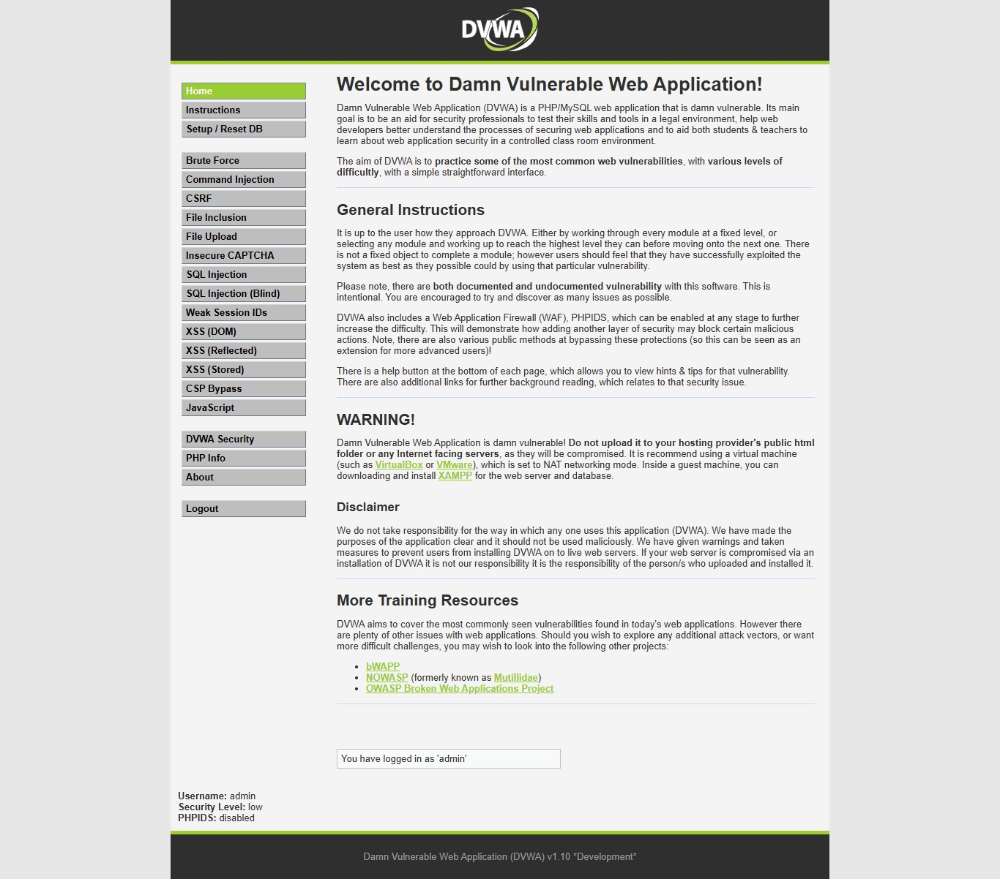 DVWA
Home
Instructions
Setup / Reset DB
Brute Force
Command Injection
CSRF
File Inclusion
File Upload
Insecure CAPTCHA
SQL Injection
SQL Injection (Blind)
Weak Session IDs
XSS (DOM)
XSS (Reflected)
XSS (Stored)
CSP Bypass
JavaScript
DVWA Security
PHP Info
About
Logout
Welcome to Damn Vulnerable Web Application!
Damn Vulnerable Web Application (DVWA) is a PHP/MySQL web application that is damn vulnerable. Its main
goal is to be an aid for security professionals to test their skills and tools in a legal environment, help web
developers better understand the processes of securing web applications and to aid both students & teachers to
learn about web application security in a controlled class room environment.
The aim of DVWA is to practice some of the most common web vulnerabilities, with various levels of
difficultly, with a simple straightforward interface.
General Instructions
It is up to the user how they approach DVWA. Either by working through every module at a fixed level, or
selecting any module and working up to reach the highest level they can before moving onto the next one. There
is not a fixed object to complete a module; however users should feel that they have successfully exploited the
system as best as they possible could by using that particular vulnerability.
Please note, there are both documented and undocumented vulnerability with this software. This is
intentional. You are encouraged to try and discover as many issues as possible.
DVWA also includes a Web Application Firewall (WAF), PHPIDS, which can be enabled at any stage to further
increase the difficulty. This will demonstrate how adding another layer of security may block certain malicious
actions. Note, there are also various public methods at bypassing these protections (so this can be seen as an
extension for more advanced users)!
There is a help button at the bottom of each page, which allows you to view hints & tips for that vulnerability.
There are also additional links for further background reading, which relates to that security issue.
WARNING!
Damn Vulnerable Web Application is damn vulnerable! Do not upload it to your hosting provider's public html
folder or any Internet facing servers, as they will be compromised. It is recommend using a virtual machine
(such as VirtualBox or VMware), which is set to NAT networking mode. Inside a guest machine, you can
downloading and install XAMPP for the web server and database.
Disclaimer
We do not take responsibility for the way in which any one uses this application (DVWA). We have made the
purposes of the application clear and it should not be used maliciously. We have given warnings and taken
measures to prevent users from installing DVWA on to live web servers. If your web server is compromised via an
installation of DVWA it is not our responsibility it is the responsibility of the person/s who uploaded and installed it.
More Training Resources
DVWA aims to cover the most commonly seen vulnerabilities found in today's web applications. However there
are plenty of other issues with web applications. Should you wish to explore any additional attack vectors, or want
more difficult challenges, you may wish to look into the following other projects:
• bWAPP
• NOWASP (formerly known as Mutillidae)
• OWASP Broken Web Applications Project
You have logged in as 'admin'
Username: admin
Security Level: low
PHPIDS: disabled
Damn Vulnerable Web Application (DVWA) v1.10 *Development*